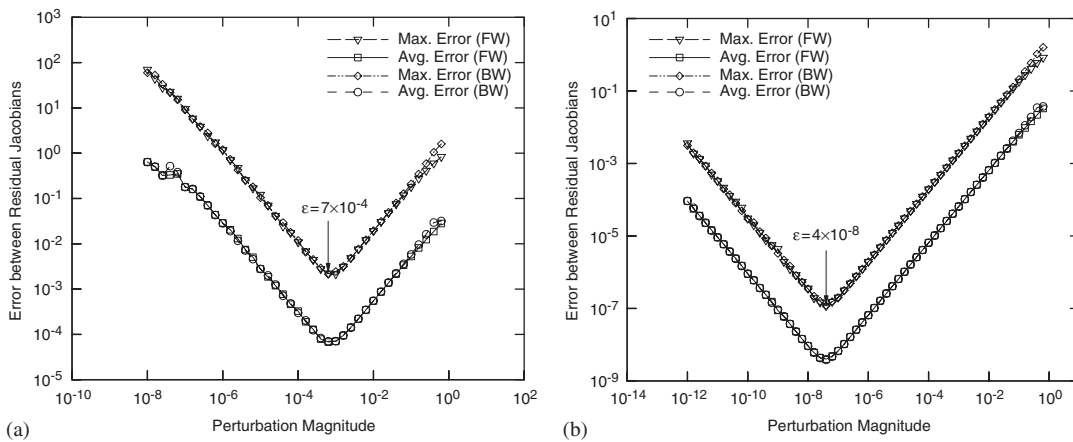 10^3
10^2
10^1
10^0
10^-1
10^-2
10^-3
10^-4
10^-5
Error between Residual Jacobians
Max. Error (FW)
Avg. Error (FW)
Max. Error (BW)
Avg. Error (BW)
ε=7×10^-4
10^-10
10^-8
10^-6
10^-4
10^-2
10^0
10^2
(a)
Perturbation Magnitude
10^1
10^-1
10^-3
10^-5
10^-7
10^-9
Error between Residual Jacobians
Max. Error (FW)
Avg. Error (FW)
Max. Error (BW)
Avg. Error (BW)
ε=4×10^-8
10^-14
10^-12
10^-10
10^-8
10^-6
10^-4
10^-2
10^0
(b)
Perturbation Magnitude